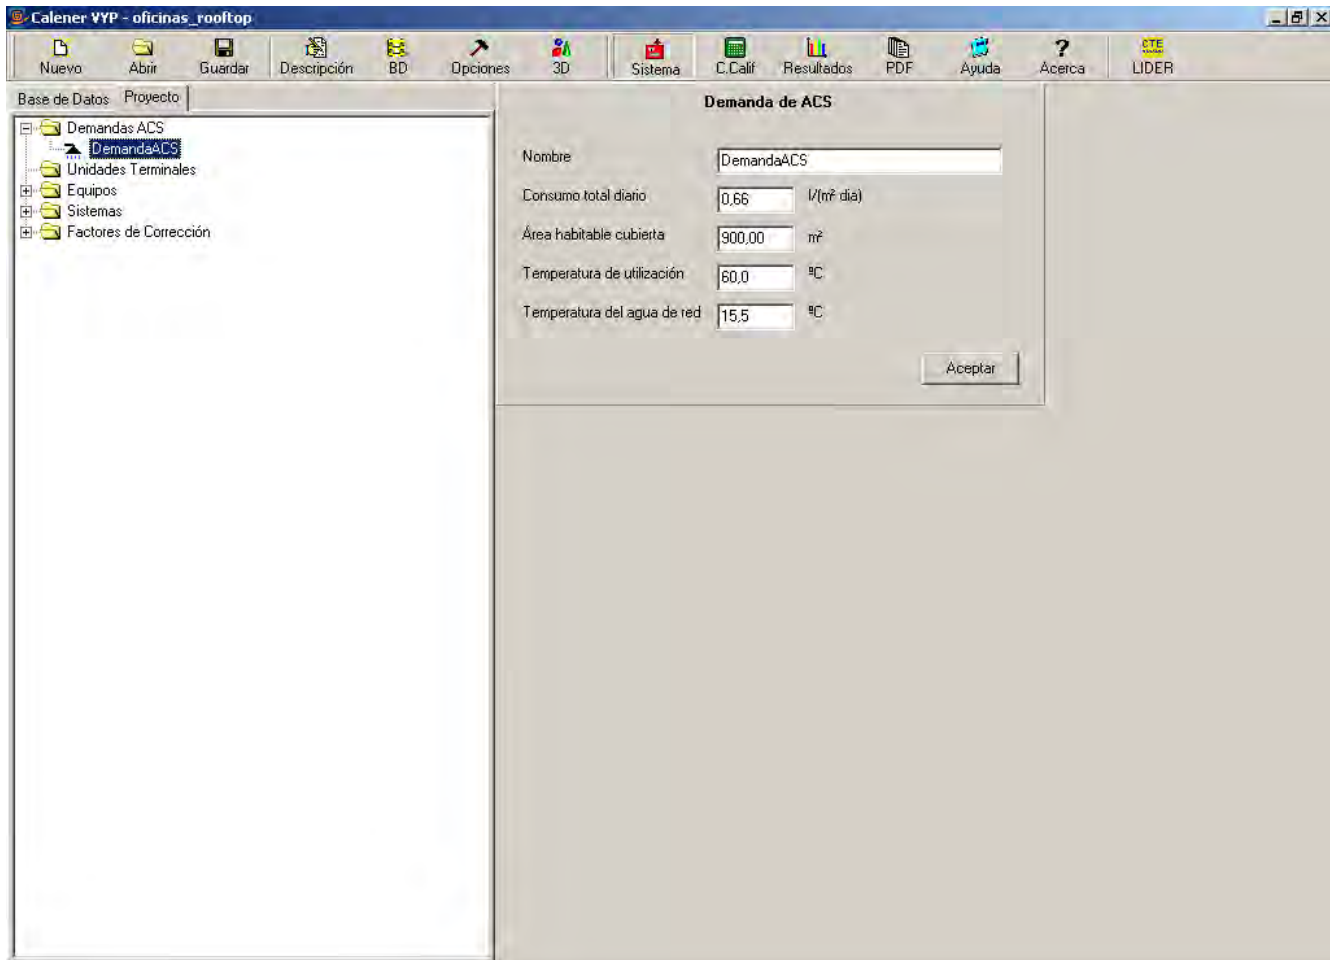 Calener VYP - oficinas_rooftop
Nuevo Abrir Guardar Descripción BD Opciones 3D Sistema C.Calif Resultados PDF Ayuda ? Acerca CTE LIDER
Base de Datos Proyecto
Demanda de ACS
Demandas ACS
DemandaACS
Unidades Terminales
Equipos
Sistemas
Factores de Corrección
Nombre DemandaACS
Consumo total diario 0,66 l/(m² dia)
Área habitable cubierta 900,00 m²
Temperatura de utilización 60,0 ºC
Temperatura del agua de red 15,5 ºC
Aceptar